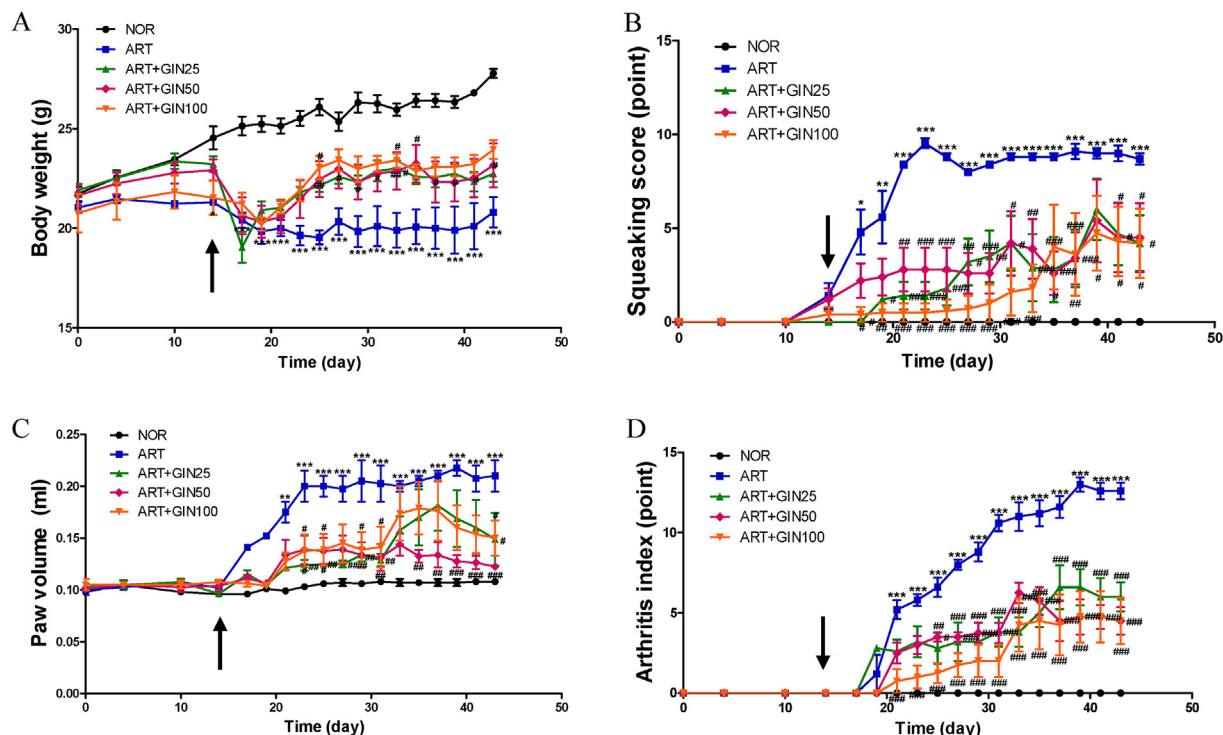 A
NOR
ART
ART+GIN25
ART+GIN50
ART+GIN100
Body weight (g)
30
25
20
15
0 10 20 30 40 50
Time (day)
B
NOR
ART
ART+GIN25
ART+GIN50
ART+GIN100
Squeaking score (point)
15
10
5
0
0 10 20 30 40 50
Time (day)
C
NOR
ART
ART+GIN25
ART+GIN50
ART+GIN100
Paw volume (ml)
0.25
0.20
0.15
0.10
0.05
0.00
0 10 20 30 40 50
Time (day)
D
NOR
ART
ART+GIN25
ART+GIN50
ART+GIN100
Arthritis index (point)
15
10
5
0
0 10 20 30 40 50
Time (day)